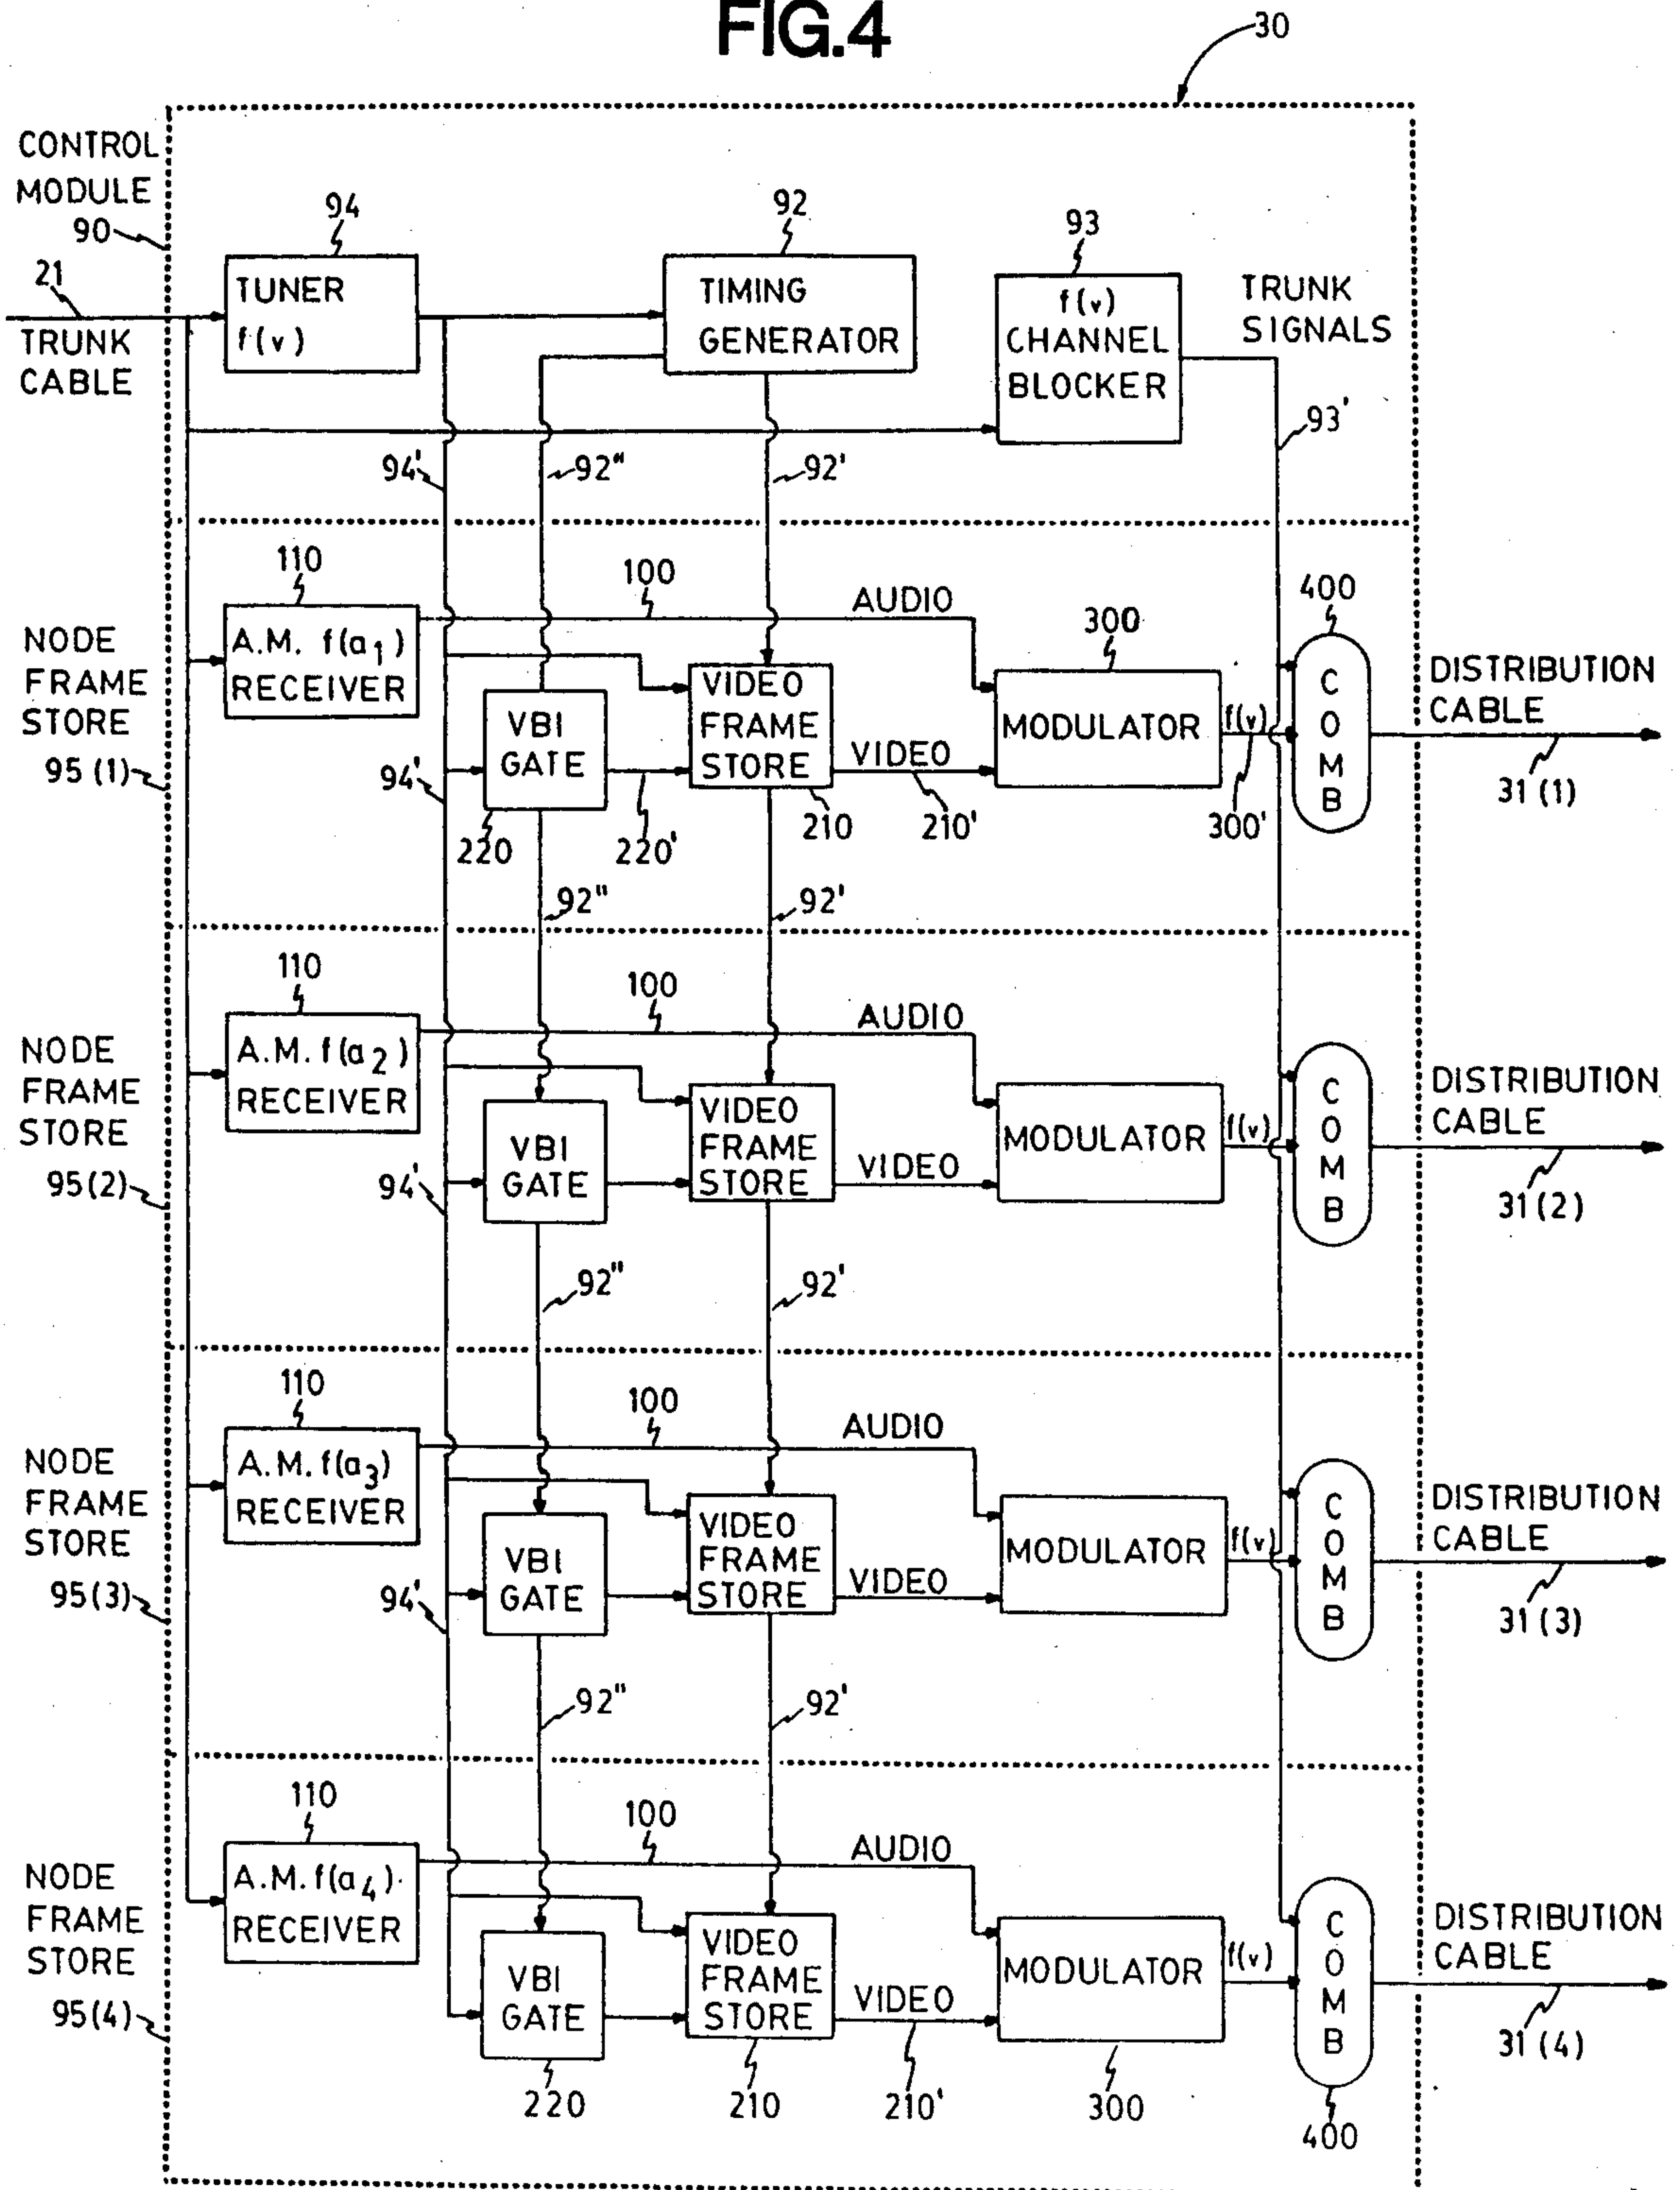 FIG.4
30
CONTROL
MODULE
90
94
92
93
21
TRUNK
CABLE
TUNER
f(v)
TIMING
GENERATOR
f(v)
CHANNEL
BLOCKER
TRUNK
SIGNALS
93'
94'
92"
92'
110
100
AUDIO
300
400
NODE
FRAME
STORE
95(1)
A.M. f(a1)
RECEIVER
94'
VBI
GATE
220
220'
VIDEO
FRAME
STORE
210
VIDEO
210'
MODULATOR
f(v)
300'
COMB
DISTRIBUTION
CABLE
31(1)
92"
92'
110
100
AUDIO
NODE
FRAME
STORE
95(2)
A.M. f(a2)
RECEIVER
94'
VBI
GATE
VIDEO
FRAME
STORE
VIDEO
MODULATOR
f(v)
COMB
DISTRIBUTION
CABLE
31(2)
92"
92'
110
100
AUDIO
NODE
FRAME
STORE
95(3)
A.M. f(a3)
RECEIVER
94'
VBI
GATE
VIDEO
FRAME
STORE
VIDEO
MODULATOR
f(v)
COMB
DISTRIBUTION
CABLE
31(3)
92"
92'
110
100
AUDIO
NODE
FRAME
STORE
95(4)
A.M. f(a4)
RECEIVER
VBI
GATE
220
VIDEO
FRAME
STORE
210
VIDEO
210'
MODULATOR
300
f(v)
COMB
400
DISTRIBUTION
CABLE
31(4)